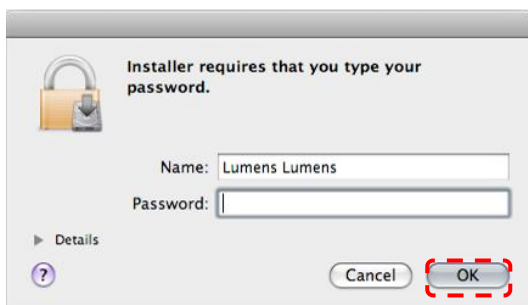 Installer requires that you type your
password.
Name: Lumens Lumens
Password:
Details
? Cancel OK